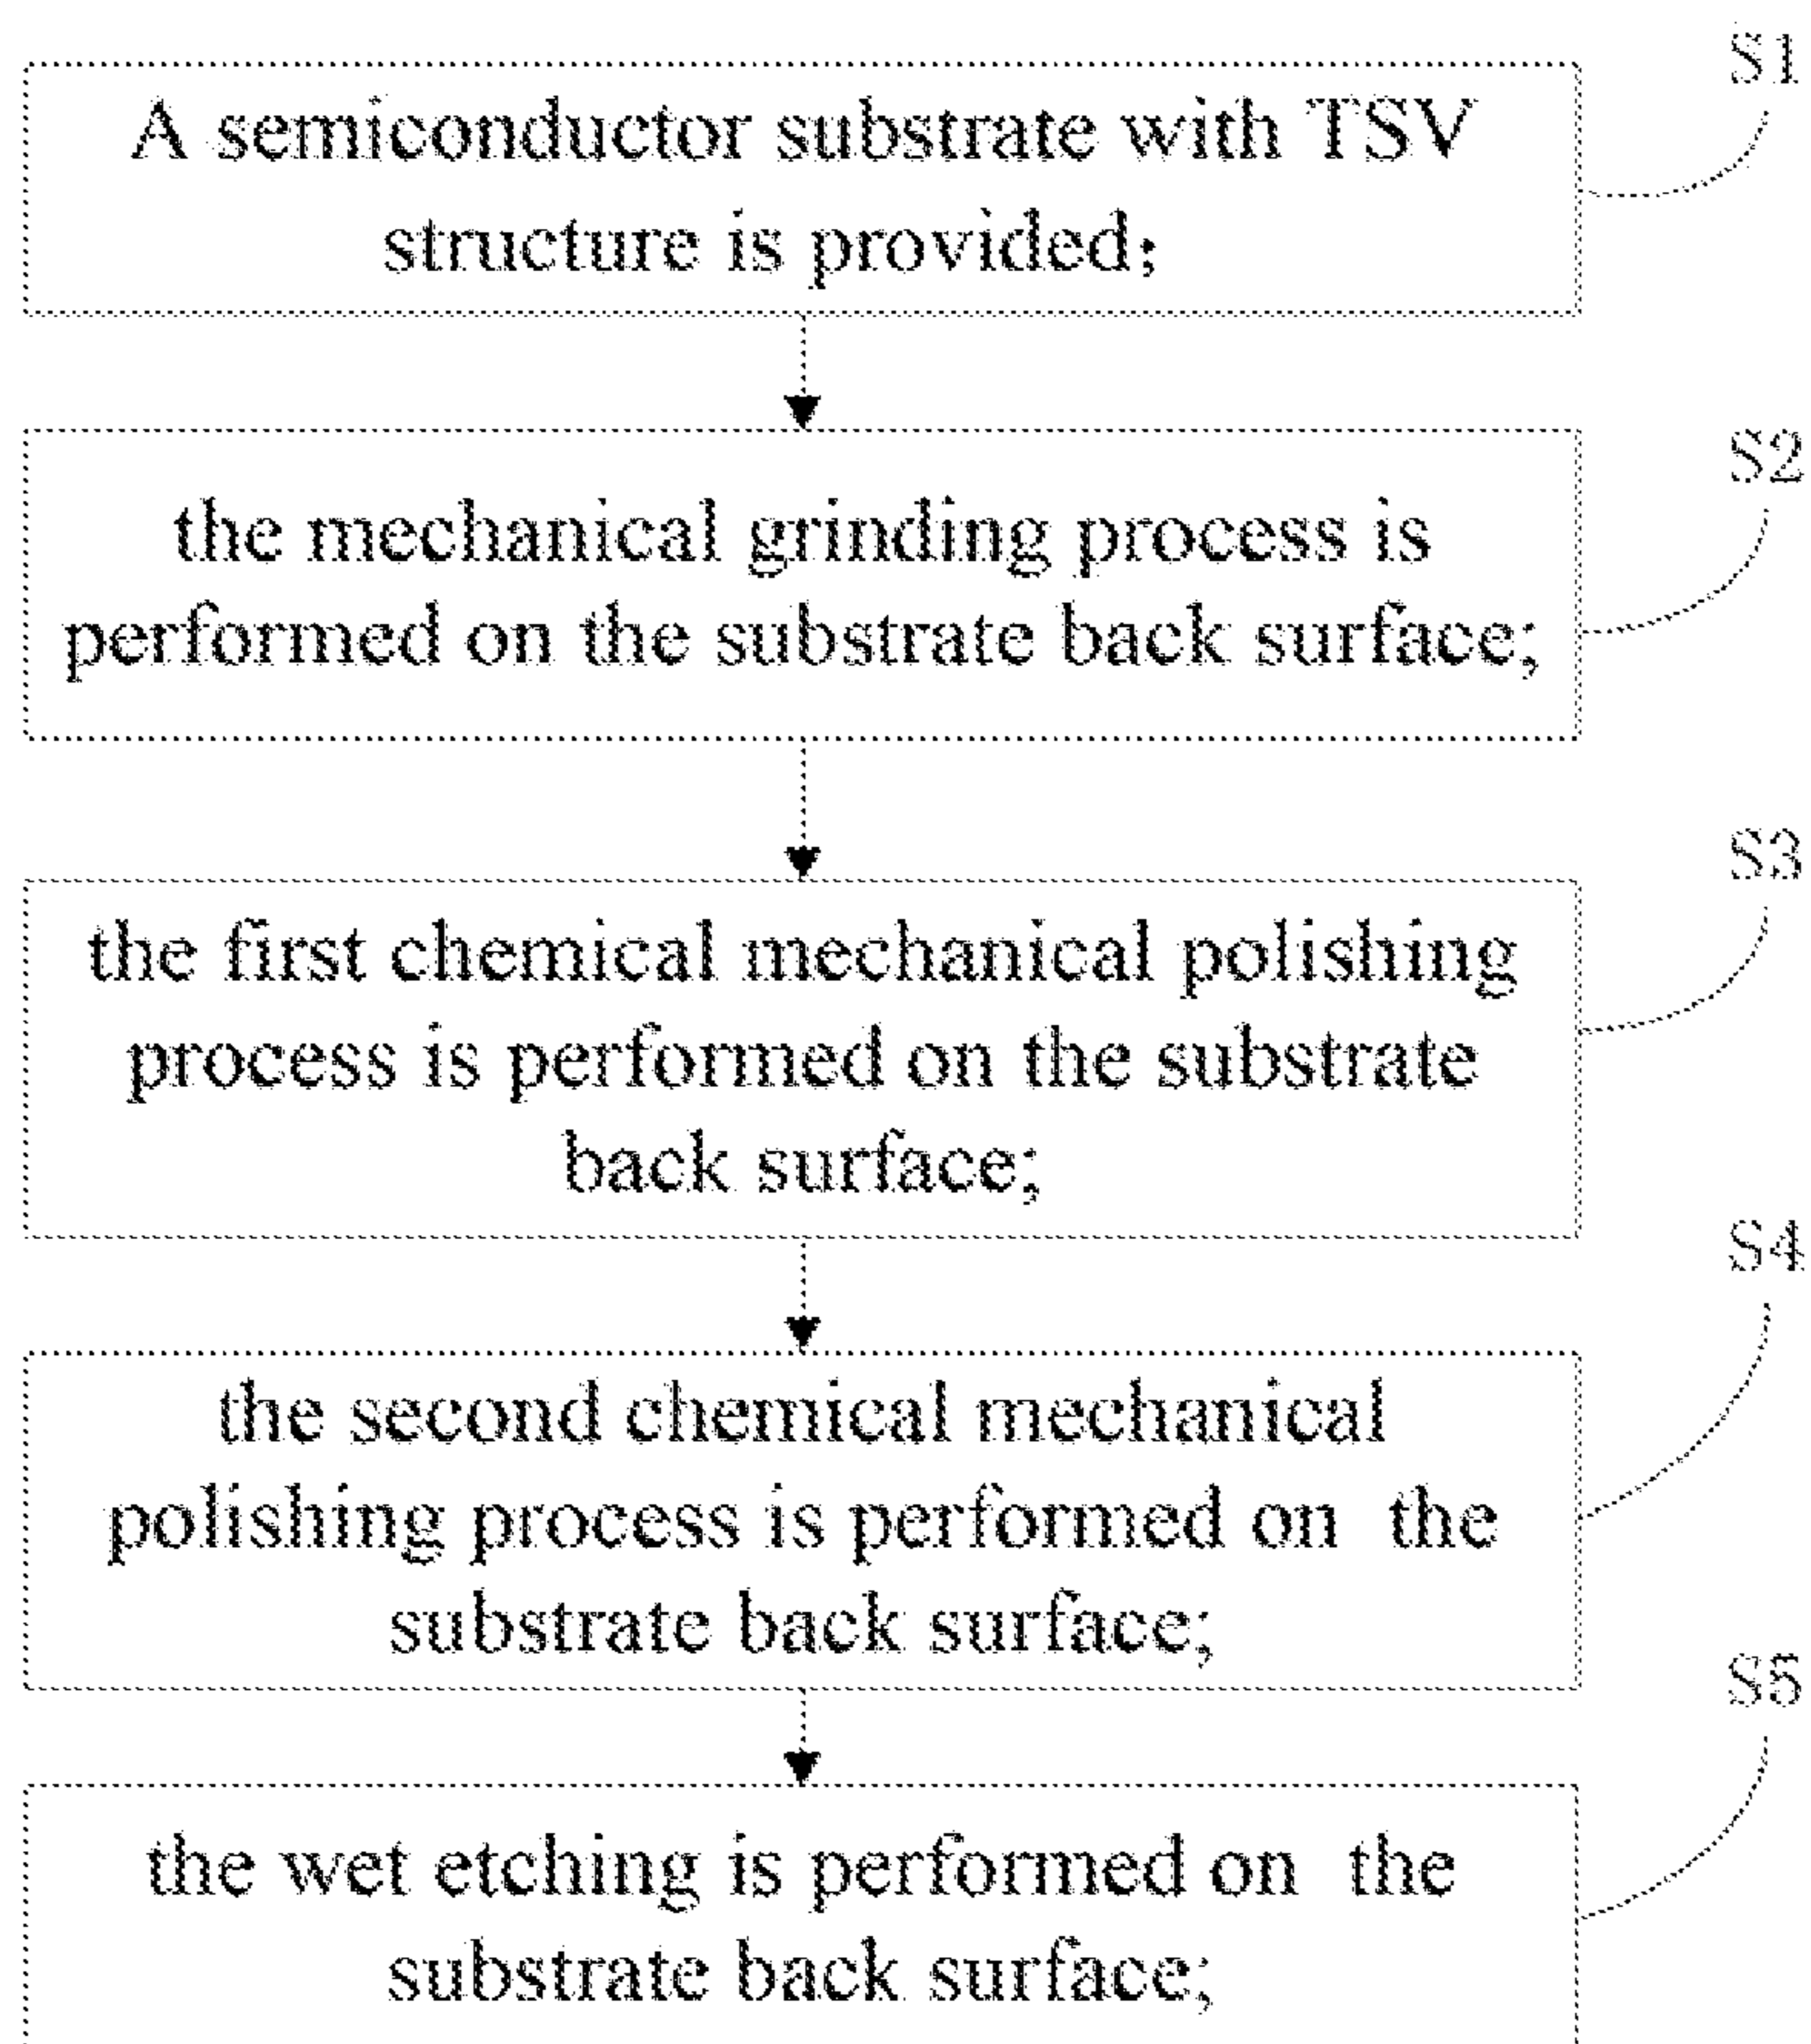 S1
A semiconductor substrate with TSV
structure is provided;
S2
the mechanical grinding process is
performed on the substrate back surface;
S3
the first chemical mechanical polishing
process is performed on the substrate
back surface;
S4
the second chemical mechanical
polishing process is performed on the
substrate back surface;
S5
the wet etching is performed on the
substrate back surface;